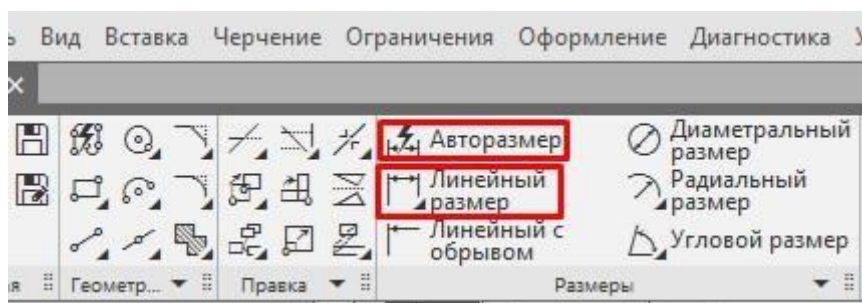 Вид Вставка Черчение Ограничения Оформление Диагностика
Авторазмер
Диаметральный
размер
Линейный
размер
Радиальный
размер
Линейный с
обрывом
Угловой размер
Геометр... Правка Размеры